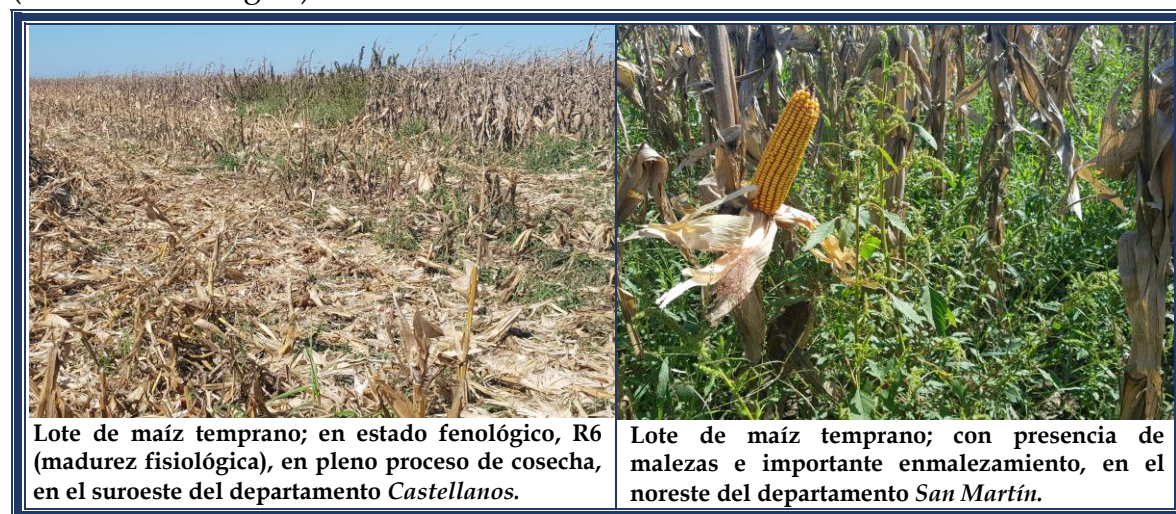 Lote de maíz temprano; en estado fenológico, R6
(madurez fisiológica), en pleno proceso de cosecha,
en el suroeste del departamento Castellanos.
Lote de maíz temprano; con presencia de
malezas e importante enmalezamiento, en el
noreste del departamento San Martín.